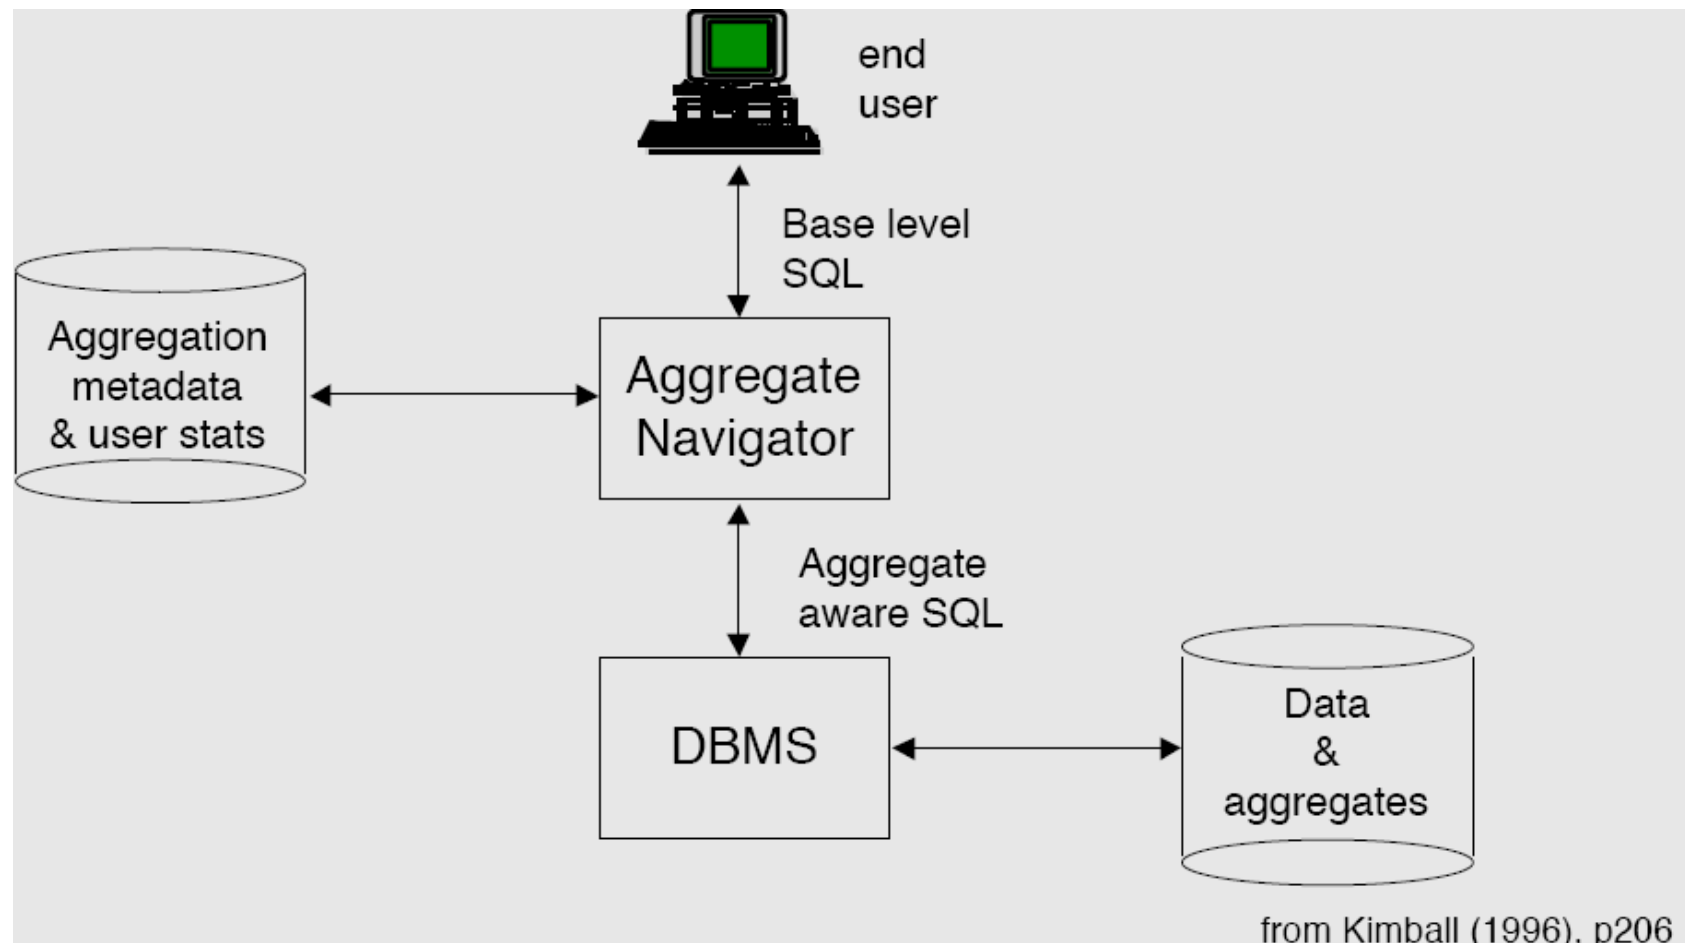 end
user
Base level
SQL
Aggregation
metadata
& user stats
Aggregate
Navigator
Aggregate
aware SQL
DBMS
Data
&
aggregates
from Kimball (1996), p206